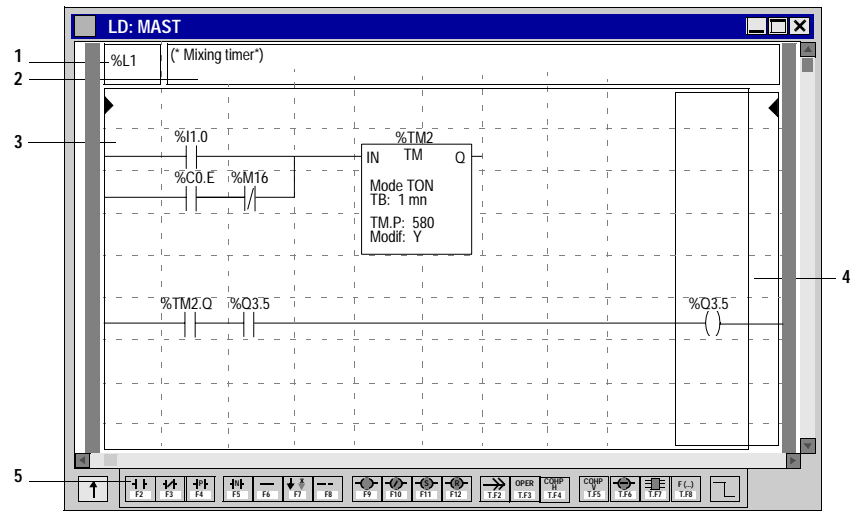 LD: MAST
1
%L1
(* Mixing timer*)
2
3
%I1.0
%TM2
IN TM Q
%C0.E %M16
Mode TON
TB: 1 mn
TM.P: 580
Modif: Y
4
%TM2.Q %Q3.5 %Q3.5
5
P N S R OPER COMP H COMP V F (...)
F2 F3 F4 F5 F6 F7 F8 F9 F10 F11 F12 T.F2 T.F3 T.F4 T.F5 T.F6 T.F7 T.F8